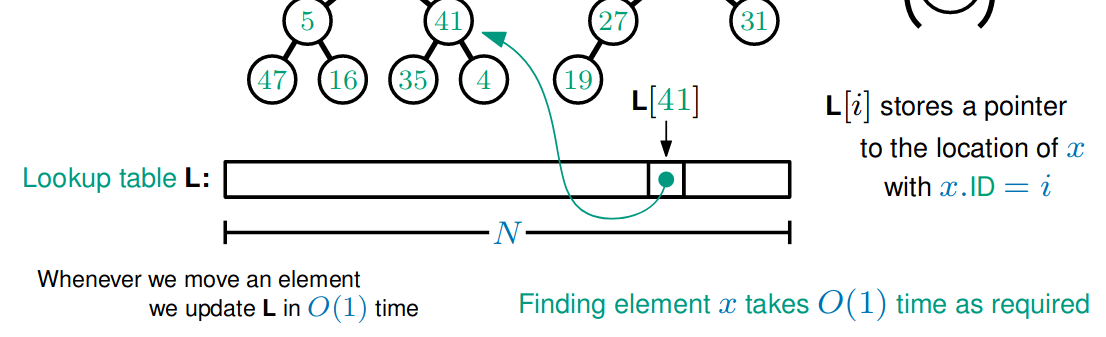 5 41 27 31
47 16 35 4 19
L[41]
L[i] stores a pointer
to the location of x
with x.ID = i
Lookup table L:
N
Whenever we move an element
we update L in O(1) time
Finding element x takes O(1) time as required